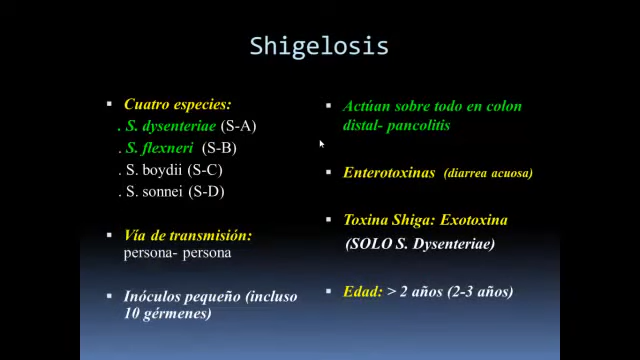 Shigelosis
Cuatro especies:
. S. dysenteriae (S-A)
. S. flexneri (S-B)
. S. boydii (S-C)
. S. sonnei (S-D)
Vía de transmisión:
persona- persona
Inóculos pequeño (incluso
10 gérmenes)
Actúan sobre todo en colon
distal- pancolitis
Enterotoxinas (diarrea acuosa)
Toxina Shiga: Exotoxina
(SOLO S. Dysenteriae)
Edad: > 2 años (2-3 años)